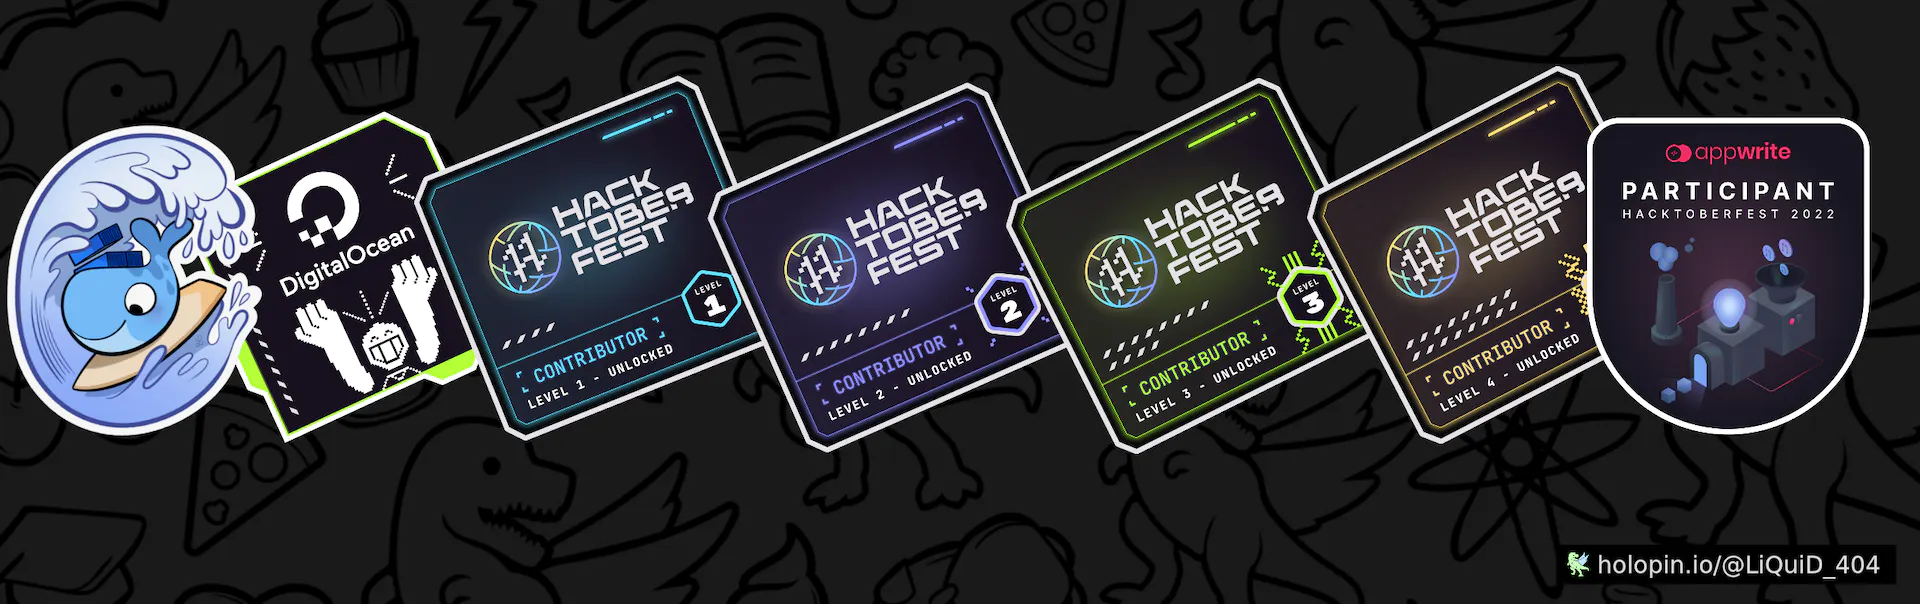 DigitalOcean
HACK
TOBER
FEST
LEVEL
1
CONTRIBUTOR
LEVEL 1 - UNLOCKED
HACK
TOBER
FEST
LEVEL
2
CONTRIBUTOR
LEVEL 2 - UNLOCKED
HACK
TOBER
FEST
LEVEL
3
CONTRIBUTOR
LEVEL 3 - UNLOCKED
HACK
TOBER
FEST
CONTRIBUTOR
LEVEL 4 - UNLOCKED
appwrite
PARTICIPANT
HACKTOBERFEST 2022
holopin.io/@LiQuiD_404